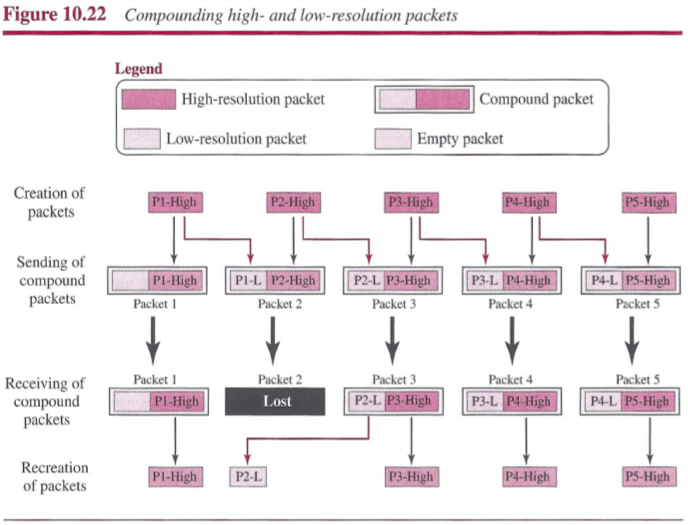 Figure 10.22 Compounding high- and low-resolution packets
Legend
High-resolution packet Compound packet
Low-resolution packet Empty packet
Creation of
packets
P1-High P2-High P3-High P4-High P5-High
Sending of
compound
packets
P1-High P1-L P2-High P2-L P3-High P3-L P4-High P4-L P5-High
Packet 1 Packet 2 Packet 3 Packet 4 Packet 5
Packet 1 Packet 2 Packet 3 Packet 4 Packet 5
Receiving of
compound
packets
P1-High Lost P2-L P3-High P3-L P4-High P4-L P5-High
Recreation
of packets
P1-High P2-L P3-High P4-High P5-High